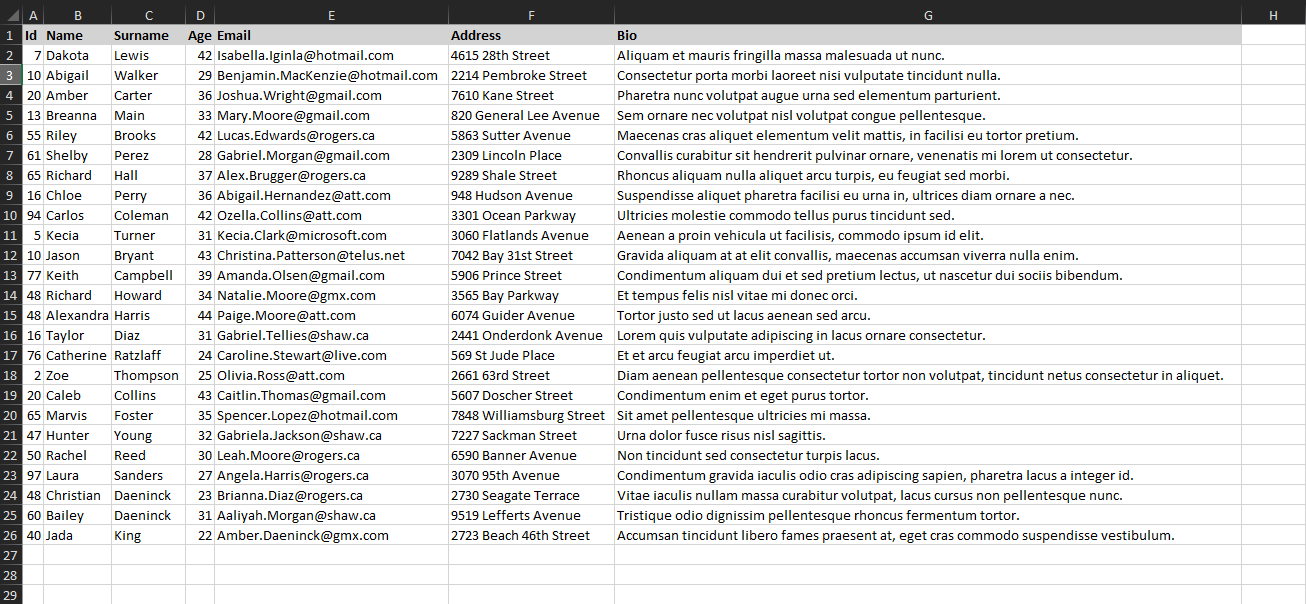 A B C D E F G H
1 Id Name Surname Age Email Address Bio
2 7 Dakota Lewis 42 Isabella.Iginla@hotmail.com 4615 28th Street Aliquam et mauris fringilla massa malesuada ut nunc.
3 10 Abigail Walker 29 Benjamin.MacKenzie@hotmail.com 2214 Pembroke Street Consectetur porta morbi laoreet nisi vulputate tincidunt nulla.
4 20 Amber Carter 36 Joshua.Wright@gmail.com 7610 Kane Street Pharetra nunc volutpat augue urna sed elementum parturient.
5 13 Breanna Main 33 Mary.Moore@gmail.com 820 General Lee Avenue Sem ornare nec volutpat nisl volutpat congue pellentesque.
6 55 Riley Brooks 42 Lucas.Edwards@rogers.ca 5863 Sutter Avenue Maecenas cras aliquet elementum velit mattis, in facilisi eu tortor pretium.
7 61 Shelby Perez 28 Gabriel.Morgan@gmail.com 2309 Lincoln Place Convallis curabitur sit hendrerit pulvinar ornare, venenatis mi lorem ut consectetur.
8 65 Richard Hall 37 Alex.Brugger@rogers.ca 9289 Shale Street Rhoncus aliquam nulla aliquet arcu turpis, eu feugiat sed morbi.
9 16 Chloe Perry 36 Abigail.Hernandez@att.com 948 Hudson Avenue Suspendisse aliquet pharetra facilisi eu urna in, ultrices diam ornare a nec.
10 94 Carlos Coleman 42 Ozella.Collins@att.com 3301 Ocean Parkway Ultricies molestie commodo tellus purus tincidunt sed.
11 5 Kecia Turner 31 Kecia.Clark@microsoft.com 3060 Flatlands Avenue Aenean a proin vehicula ut facilisis, commodo ipsum id elit.
12 10 Jason Bryant 43 Christina.Patterson@telus.net 7042 Bay 31st Street Gravida aliquam at at elit convallis, maecenas accumsan viverra nulla enim.
13 77 Keith Campbell 39 Amanda.Olsen@gmail.com 5906 Prince Street Condimentum aliquam dui et sed pretium lectus, ut nascetur dui sociis bibendum.
14 48 Richard Howard 34 Natalie.Moore@gmx.com 3565 Bay Parkway Et tempus felis nisl vitae mi donec orci.
15 48 Alexandra Harris 44 Paige.Moore@att.com 6074 Guider Avenue Tortor justo sed ut lacus aenean sed arcu.
16 16 Taylor Diaz 31 Gabriel.Tellies@shaw.ca 2441 Onderdonk Avenue Lorem quis vulputate adipiscing in lacus ornare consectetur.
17 76 Catherine Ratzlaff 24 Caroline.Stewart@live.com 569 St Jude Place Et et arcu feugiat arcu imperdiet ut.
18 2 Zoe Thompson 25 Olivia.Ross@att.com 2661 63rd Street Diam aenean pellentesque consectetur tortor non volutpat, tincidunt netus consectetur in aliquet.
19 20 Caleb Collins 43 Caitlin.Thomas@gmail.com 5607 Doscher Street Condimentum enim et eget purus tortor.
20 65 Marvis Foster 35 Spencer.Lopez@hotmail.com 7848 Williamsburg Street Sit amet pellentesque ultricies mi massa.
21 47 Hunter Young 32 Gabriela.Jackson@shaw.ca 7227 Sackman Street Urna dolor fusce risus nisl sagittis.
22 50 Rachel Reed 30 Leah.Moore@rogers.ca 6590 Banner Avenue Non tincidunt sed consectetur turpis lacus.
23 97 Laura Sanders 27 Angela.Harris@rogers.ca 3070 95th Avenue Condimentum gravida iaculis odio cras adipiscing sapien, pharetra lacus a integer id.
24 48 Christian Daeninck 23 Brianna.Diaz@rogers.ca 2730 Seagate Terrace Vitae iaculis nullam massa curabitur volutpat, lacus cursus non pellentesque nunc.
25 60 Bailey Daeninck 31 Aaliyah.Morgan@shaw.ca 9519 Lefferts Avenue Tristique odio dignissim pellentesque rhoncus fermentum tortor.
26 40 Jada King 22 Amber.Daeninck@gmx.com 2723 Beach 46th Street Accumsan tincidunt libero fames praesent at, eget cras commodo suspendisse vestibulum.
27
28
29